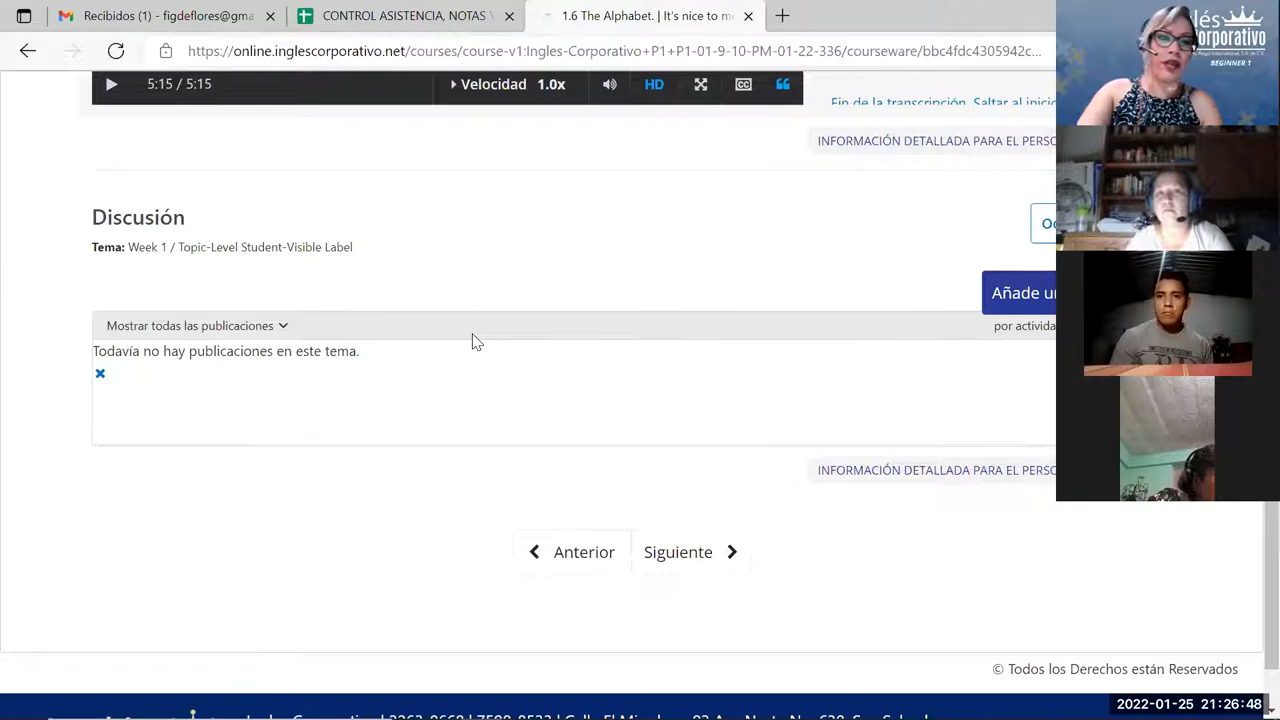 Recibidos - figdeflores@gma
CONTROL ASISTENCIA, NOTAS
1.6 The Alphabet. | It's nice to m
https://online.inglescorporativo.net/courses/course-v1:Ingles-Corporativo+P1+P1-01-9-10-PM-01-22-336/courseware/bbc4fdc4305942c...
lés
orporativo
BEGINNER 1
5:15 / 5:15
Velocidad 1.0x
HD
CC
Fin de la transcripción. Saltar al inici
INFORMACIÓN DETALLADA PARA EL PERSO
Discusión
Oc
Tema: Week 1 / Topic-Level Student-Visible Label
Añade un
Mostrar todas las publicaciones
por activida
Todavía no hay publicaciones en este tema.
INFORMACIÓN DETALLADA PARA EL PERSO
Anterior
Siguiente
© Todos los Derechos están Reservados
2022-01-25 21:26:48